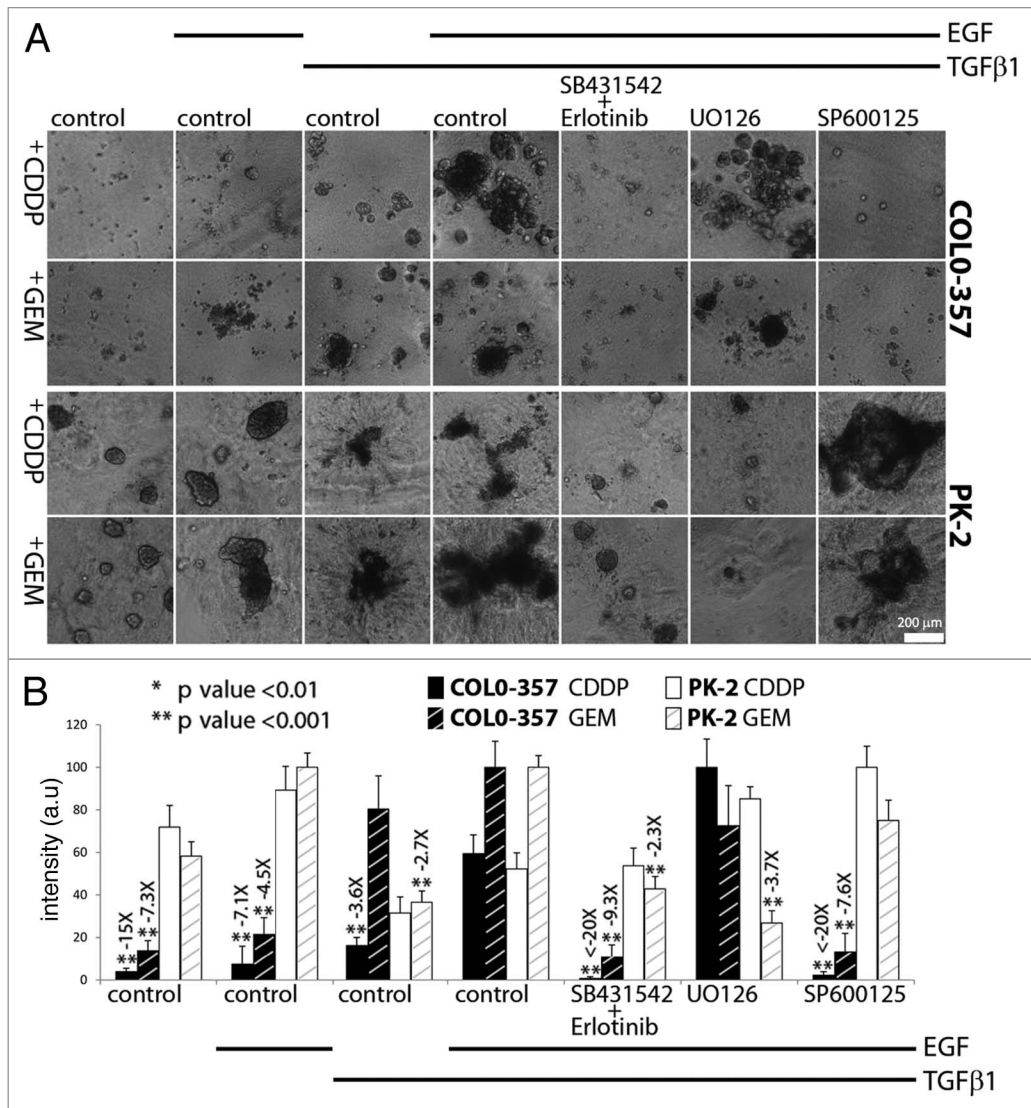 A
EGF
TGFβ1
SB431542
+
control control control control Erlotinib UO126 SP600125
+CDDP
+GEM
COL0-357
+CDDP
+GEM
PK-2
200 μm
B
* p value <0.01
** p value <0.001
COL0-357 CDDP
PK-2 CDDP
COL0-357 GEM
PK-2 GEM
intensity (a.u)
120
100
80
60
40
20
0
** -15X
** -7.3X
** -7.1X
** -4.5X
** -3.6X
** -2.7X
** <-20X
** -9.3X
** -2.3X
** -3.7X
** <-20X
** -7.6X
control control control control SB431542 UO126 SP600125
+
Erlotinib
EGF
TGFβ1